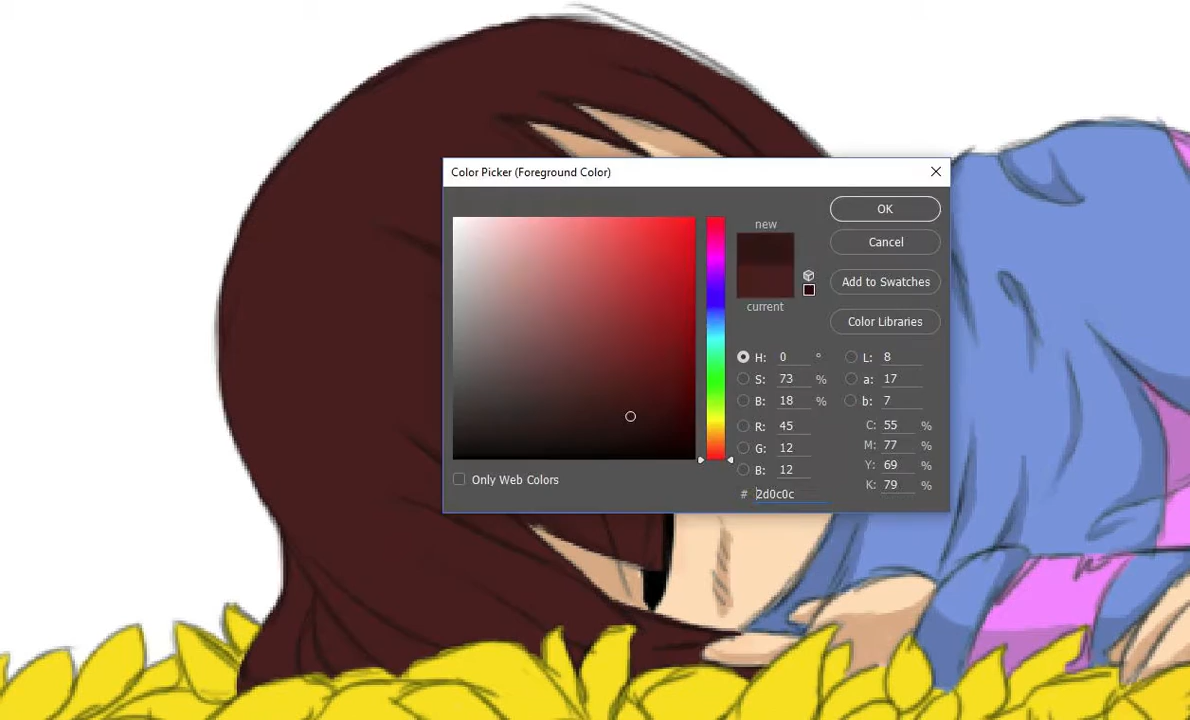 Color Picker (Foreground Color)
new
current
OK
Cancel
Add to Swatches
Color Libraries
H: 0 °
S: 73 %
B: 18 %
R: 45
G: 12
B: 12
# 2d0c0c
L: 8
a: 17
b: 7
C: 55 %
M: 77 %
Y: 69 %
K: 79 %
Only Web Colors